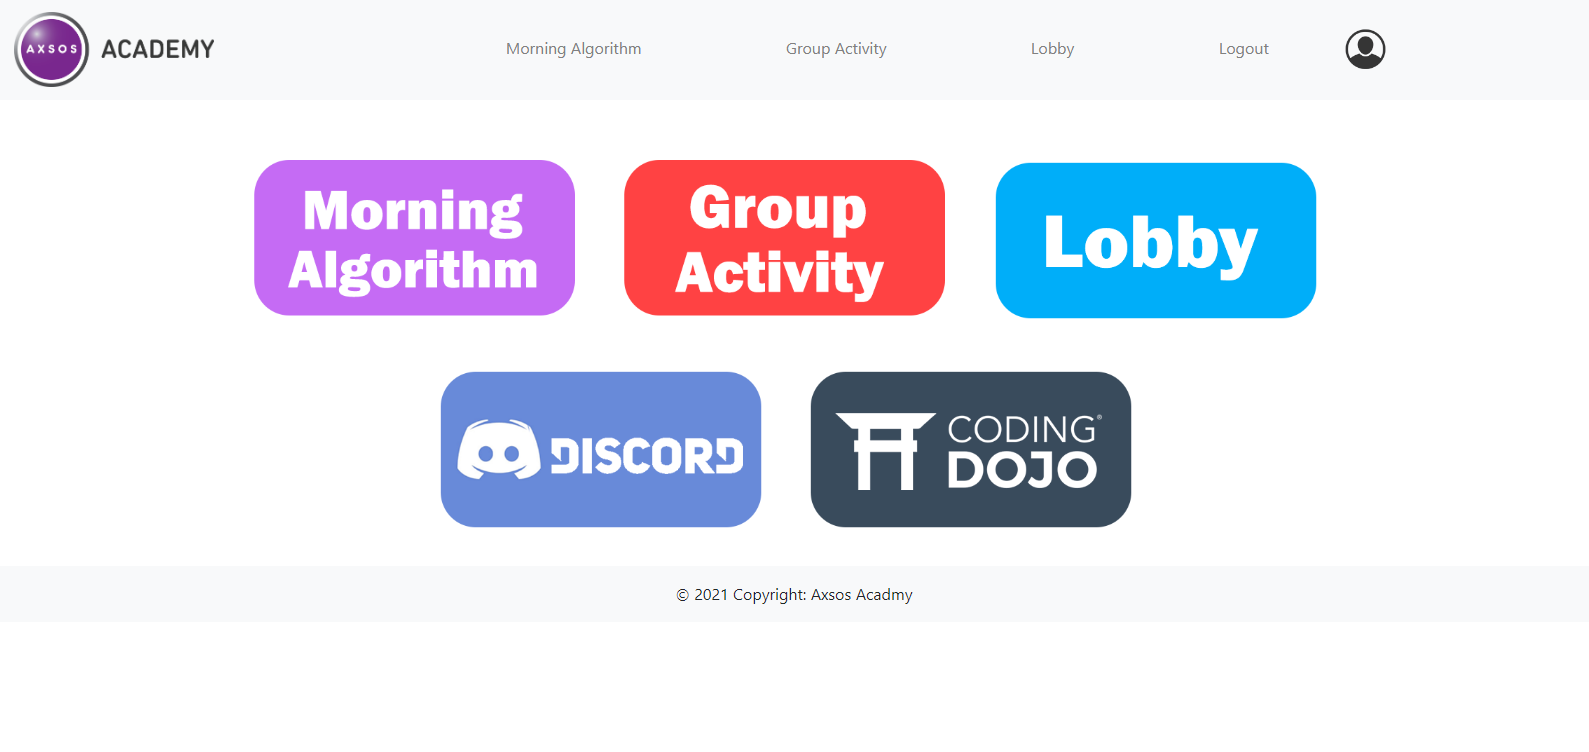 AXSOS ACADEMY
Morning Algorithm
Group Activity
Lobby
Logout
Morning
Algorithm
Group
Activity
Lobby
DISCORD
CODING®
DOJO
© 2021 Copyright: Axsos Acadmy